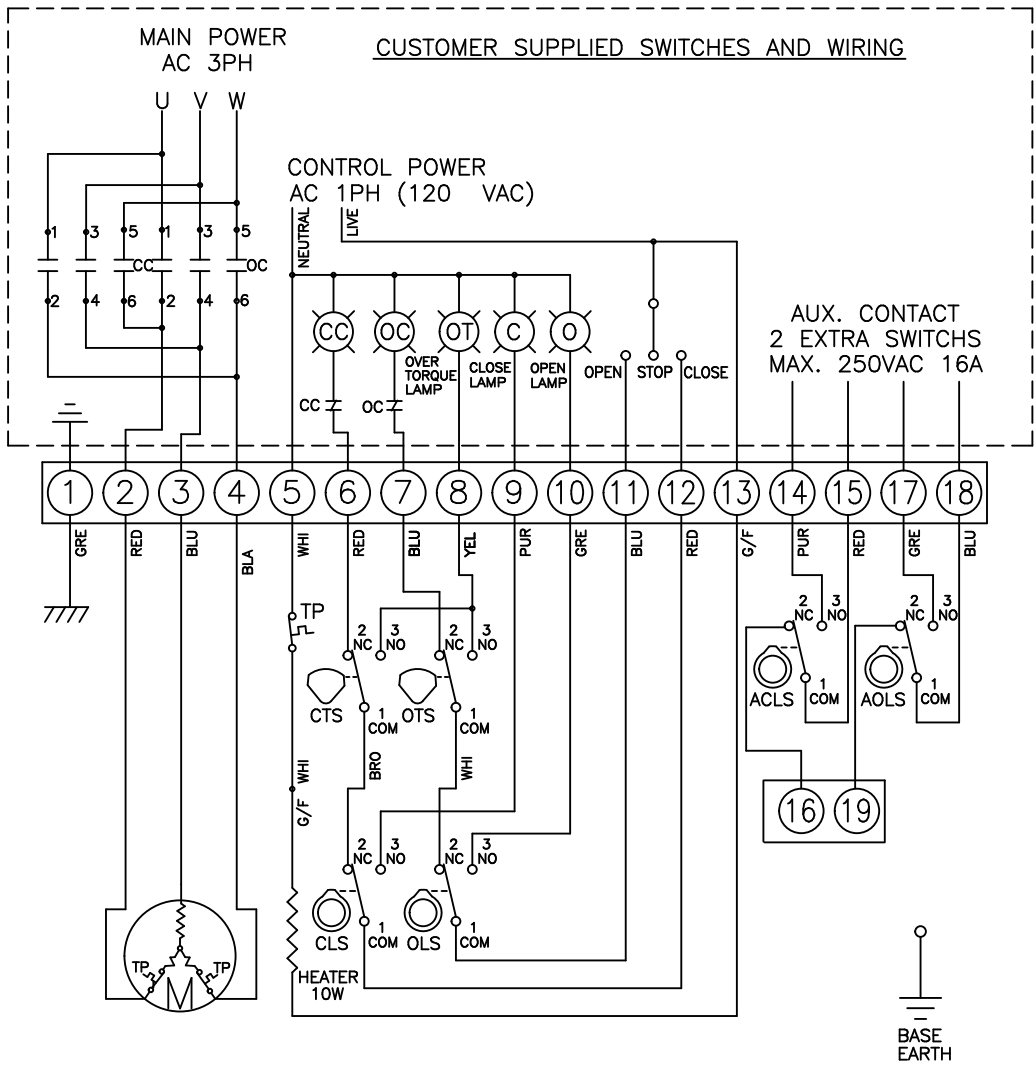 MAIN POWER
AC 3PH
CUSTOMER SUPPLIED SWITCHES AND WIRING
U V W
CONTROL POWER
AC 1PH (120 VAC)
NEUTRAL
LIVE
1 3 5 1 3 5
CC OC
2 4 6 2 4 6
CC OC OT C O
OVER
TORQUE
LAMP
CLOSE
LAMP
OPEN
LAMP
OPEN STOP CLOSE
CC OC
AUX. CONTACT
2 EXTRA SWITCHS
MAX. 250VAC 16A
1 2 3 4 5 6 7 8 9 10 11 12 13 14 15 17 18
GRE RED BLU BLA WHI RED BLU YEL PUR GRE BLU RED G/F PUR RED GRE BLU
TP
2 3
NC NO
CTS
1
COM
2 3
NC NO
OTS
1
COM
2 3
NC NO
ACLS
1
COM
2 3
NC NO
AOLS
1
COM
WHI
G/F
BRO
WHI
16 19
2 3
NC NO
CLS
1
COM
2 3
NC NO
OLS
1
COM
HEATER
10W
TP TP
M
BASE
EARTH